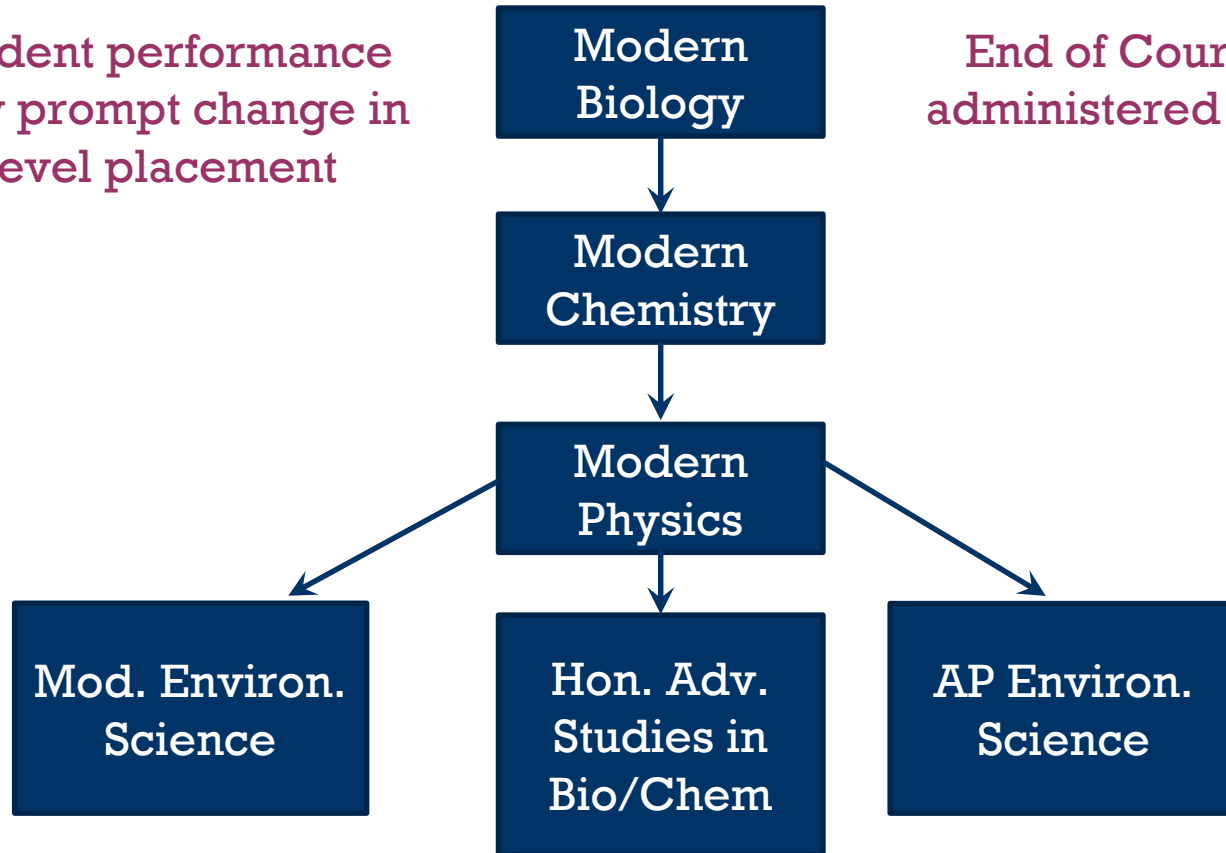 prompt change in
performance
evel placement
Modern
Biology
End of Cour
administered
Modern
Chemistry
Modern
Physics
Mod. Environ.
Science
Hon. Adv.
Studies in
Bio/Chem
AP Environ.
Science